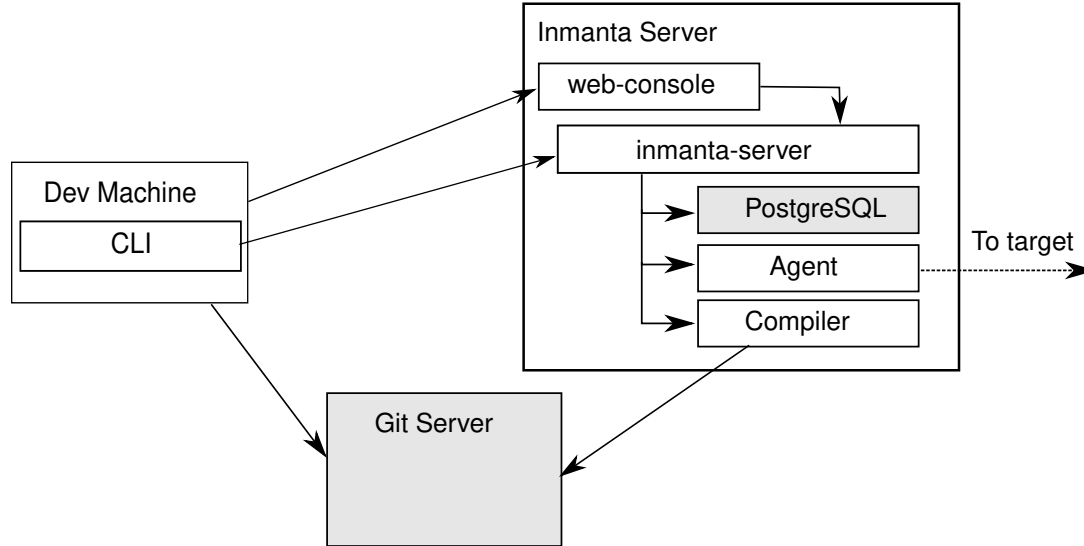 Inmanta Server
web-console
inmanta-server
Dev Machine
CLI
PostgreSQL
Agent
To target
Compiler
Git Server